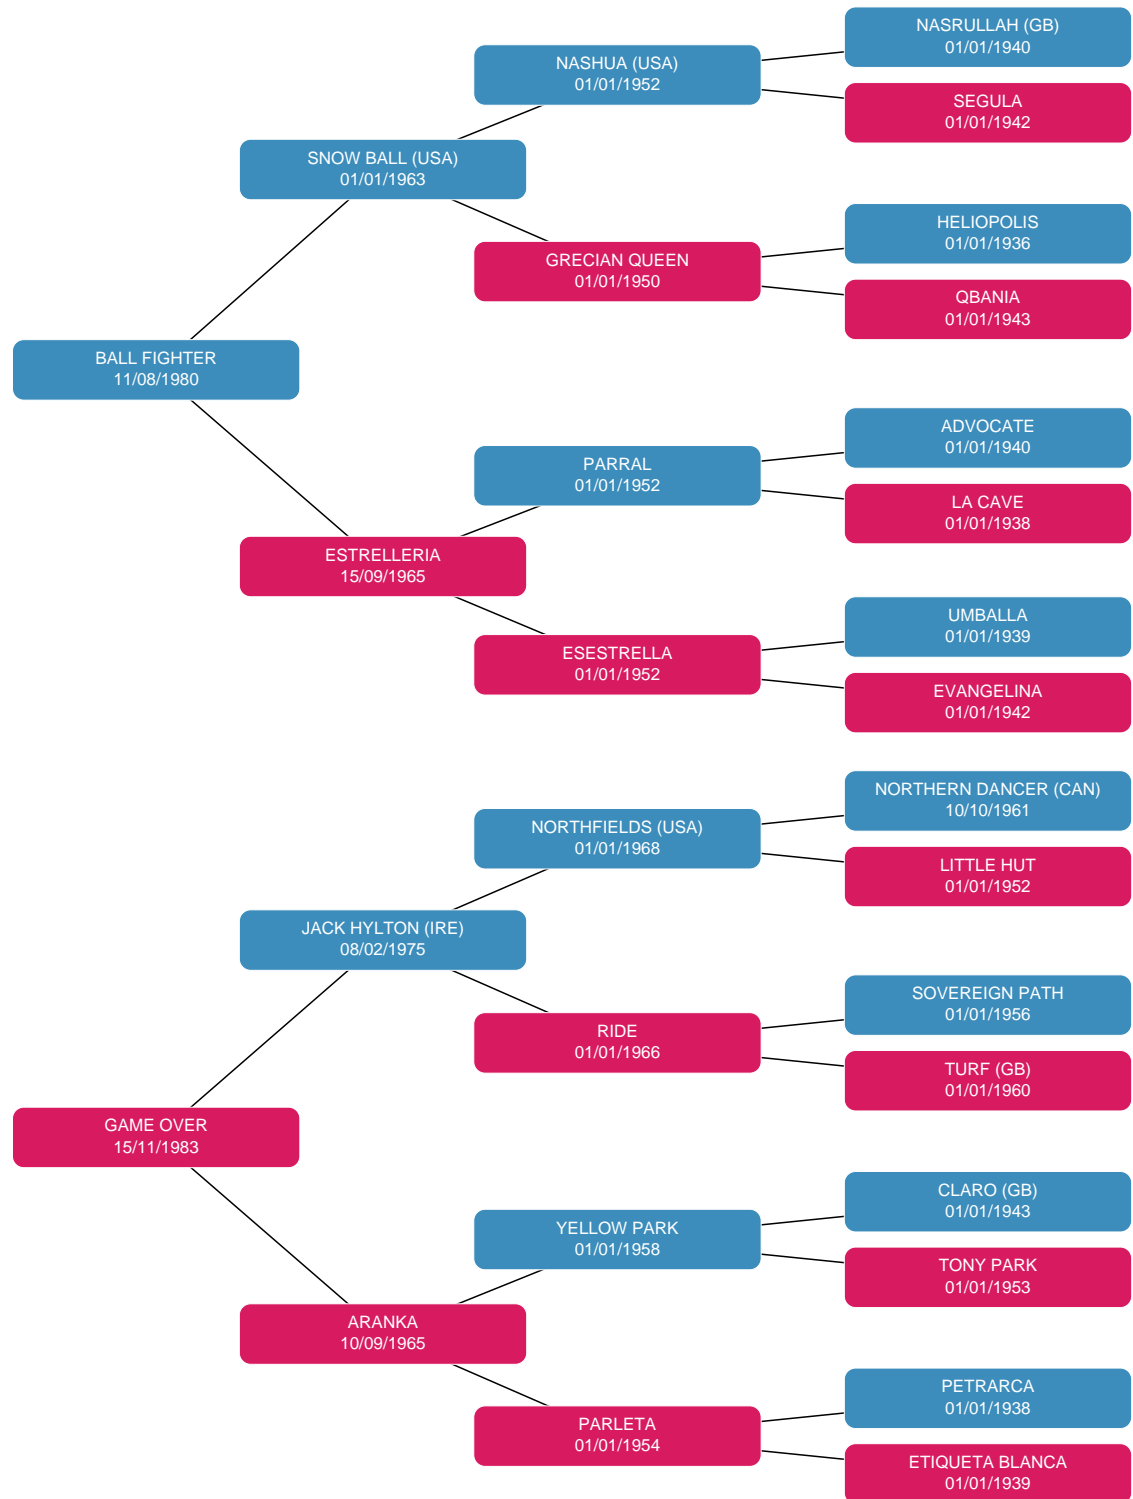 NASRULLAH (GB)
01/01/1940
NASHUA (USA)
01/01/1952
SEGULA
01/01/1942
SNOW BALL (USA)
01/01/1963
HELIOPOLIS
01/01/1936
GRECIAN QUEEN
01/01/1950
QBANIA
01/01/1943
BALL FIGHTER
11/08/1980
ADVOCATE
01/01/1940
PARRAL
01/01/1952
LA CAVE
01/01/1938
ESTRELLERIA
15/09/1965
UMBALLA
01/01/1939
ESESTRELLA
01/01/1952
EVANGELINA
01/01/1942
NORTHERN DANCER (CAN)
10/10/1961
NORTHFIELDS (USA)
01/01/1968
LITTLE HUT
01/01/1952
JACK HYLTON (IRE)
08/02/1975
SOVEREIGN PATH
01/01/1956
RIDE
01/01/1966
TURF (GB)
01/01/1960
GAME OVER
15/11/1983
CLARO (GB)
01/01/1943
YELLOW PARK
01/01/1958
TONY PARK
01/01/1953
ARANKA
10/09/1965
PETRARCA
01/01/1938
PARLETA
01/01/1954
ETIQUETA BLANCA
01/01/1939